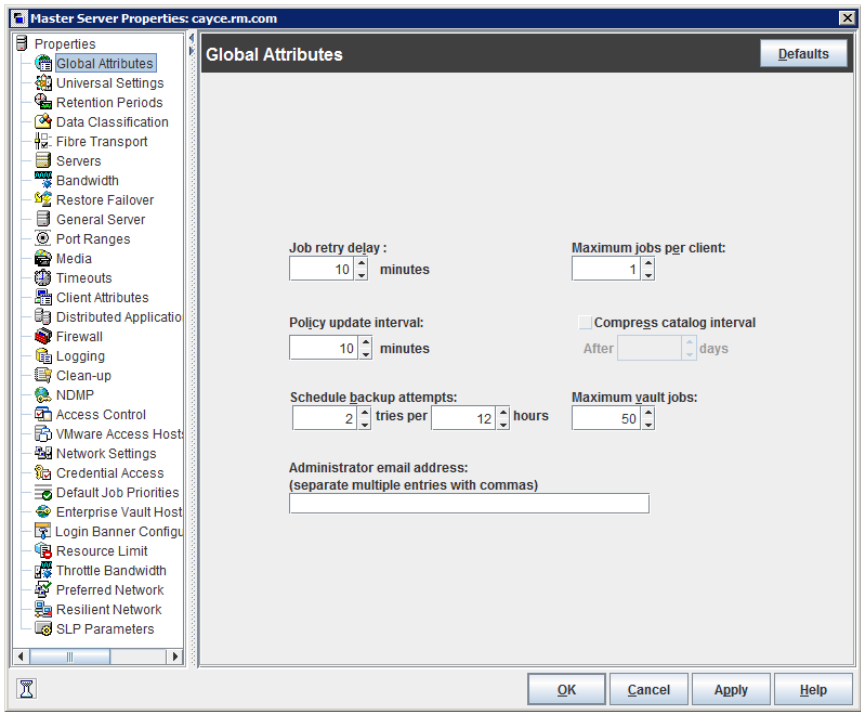 Master Server Properties: cayce.rm.com
Properties
Global Attributes
Universal Settings
Retention Periods
Data Classification
Fibre Transport
Servers
Bandwidth
Restore Failover
General Server
Port Ranges
Media
Timeouts
Client Attributes
Distributed Applicatio
Firewall
Logging
Clean-up
NDMP
Access Control
VMware Access Hosts
Network Settings
Credential Access
Default Job Priorities
Enterprise Vault Host
Login Banner Configu
Resource Limit
Throttle Bandwidth
Preferred Network
Resilient Network
SLP Parameters
Global Attributes
Defaults
Job retry delay :
10 minutes
Maximum jobs per client:
1
Policy update interval:
10 minutes
Compress catalog interval
After days
Schedule backup attempts:
2 tries per 12 hours
Maximum vault jobs:
50
Administrator email address:
(separate multiple entries with commas)
OK Cancel Apply Help